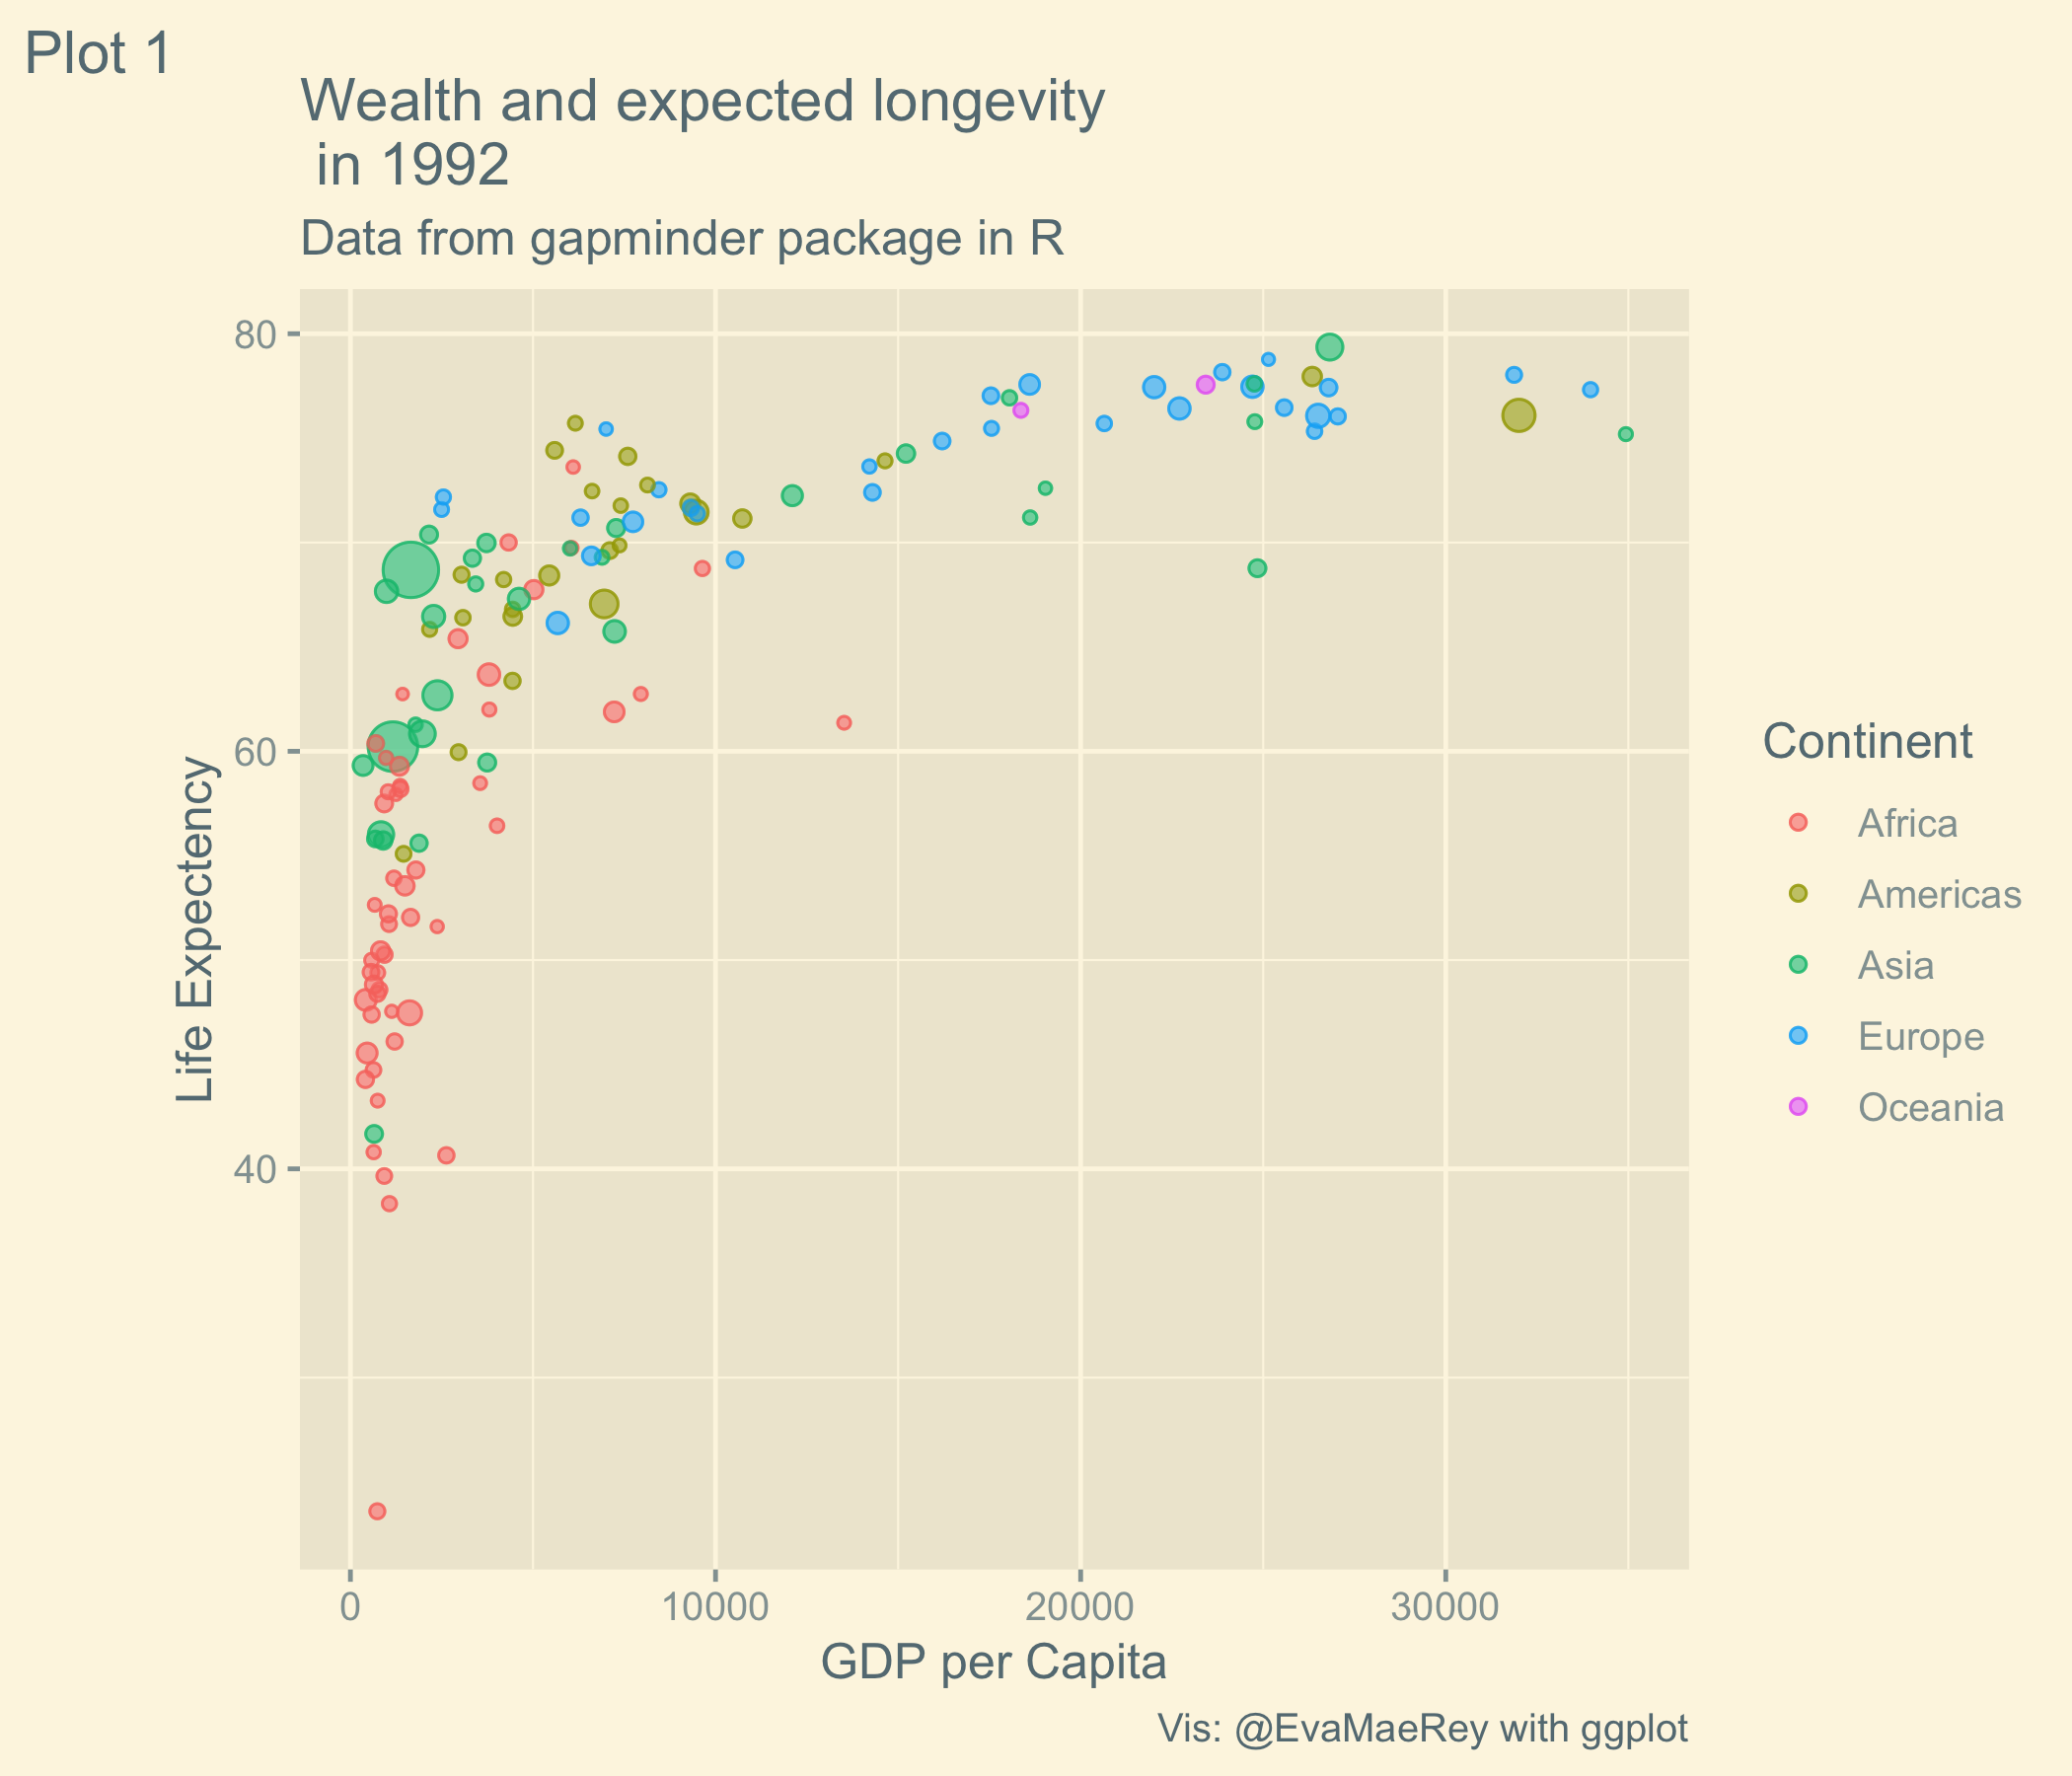 Plot 1
Wealth and expected longevity
in 1992
Data from gapminder package in R
80
60
40
Life Expectency
0
10000
20000
30000
GDP per Capita
Continent
Africa
Americas
Asia
Europe
Oceania
Vis: @EvaMaeRey with ggplot